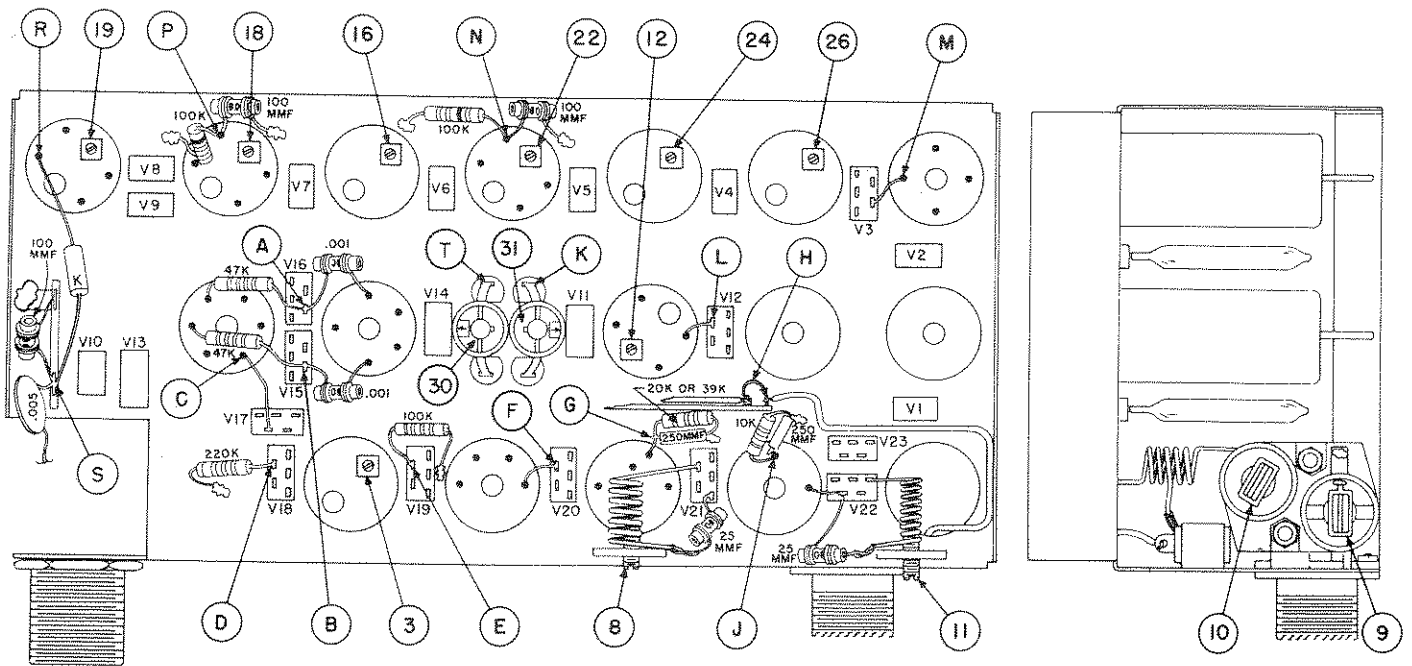 R
19
P
18
16
N
22
12
24
26
M
100K
100
MMF
100K
100
MMF
V8
V9
V7
V6
V5
V4
V3
V2
100
MMF
K
A
V16
.001
T
31
K
L
H
47K
V14
V11
V12
V10
V13
47K
V15
.001
C
30
.005
V17
100K
F
G
20K OR 39K
250MMF
10K
250
MMF
V1
V23
S
220K
V18
V19
V20
V21
V22
25
MMF
25
MMF
D
B
3
E
8
J
11
10
9